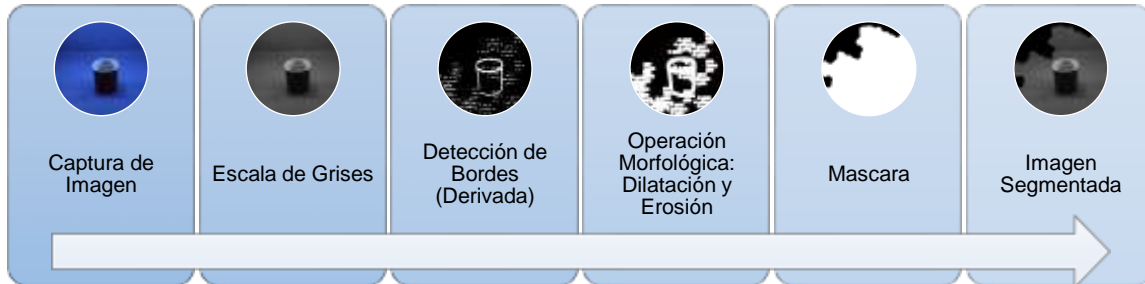 Captura de
Imagen
Escala de Grises
Detección de
Bordes
(Derivada)
Operación
Morfológica:
Dilatación y
Erosión
Mascara
Imagen
Segmentada